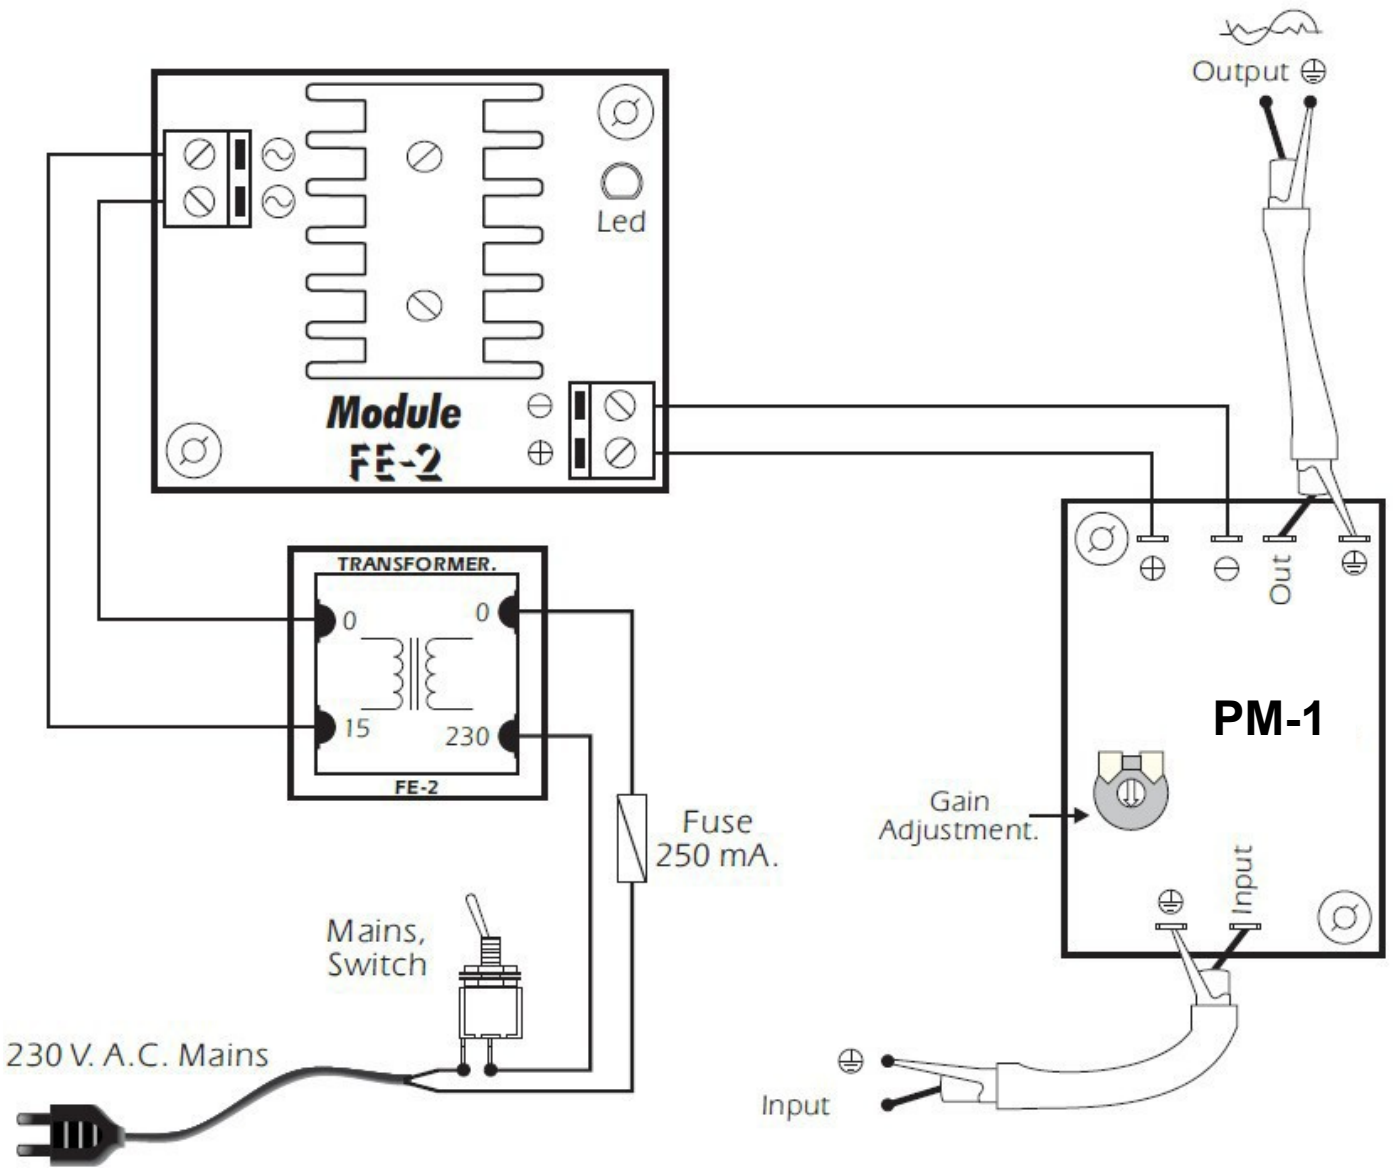 Output
Led
Module
FE-2
TRANSFORMER.
0
0
15
230
FE-2
Out
PM-1
Fuse
250 mA.
Gain
Adjustment.
Input
Mains,
Switch
230 V. A.C. Mains
Input